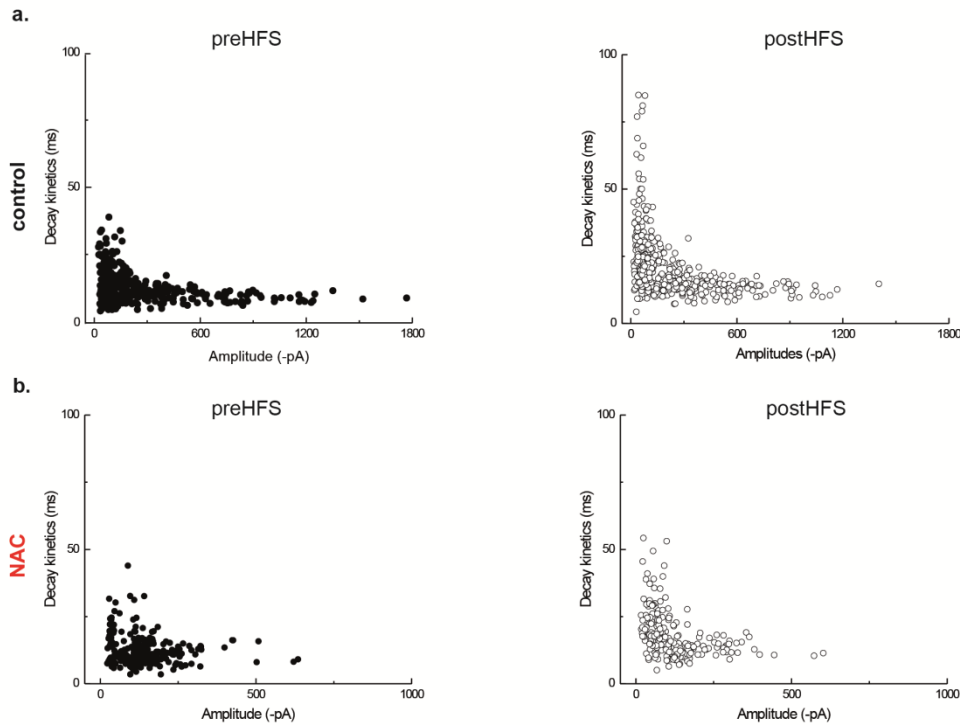 a.
preHFS
postHFS
control
Decay kinetics (ms)
100
50
0
0 600 1200 1800
Amplitude (-pA)
Decay kinetics (ms)
100
50
0
0 600 1200 1800
Amplitudes (-pA)
b.
preHFS
postHFS
NAC
Decay kinetics (ms)
100
50
0
0 500 1000
Amplitude (-pA)
Decay kinetics (ms)
100
50
0
0 500 1000
Amplitude (-pA)